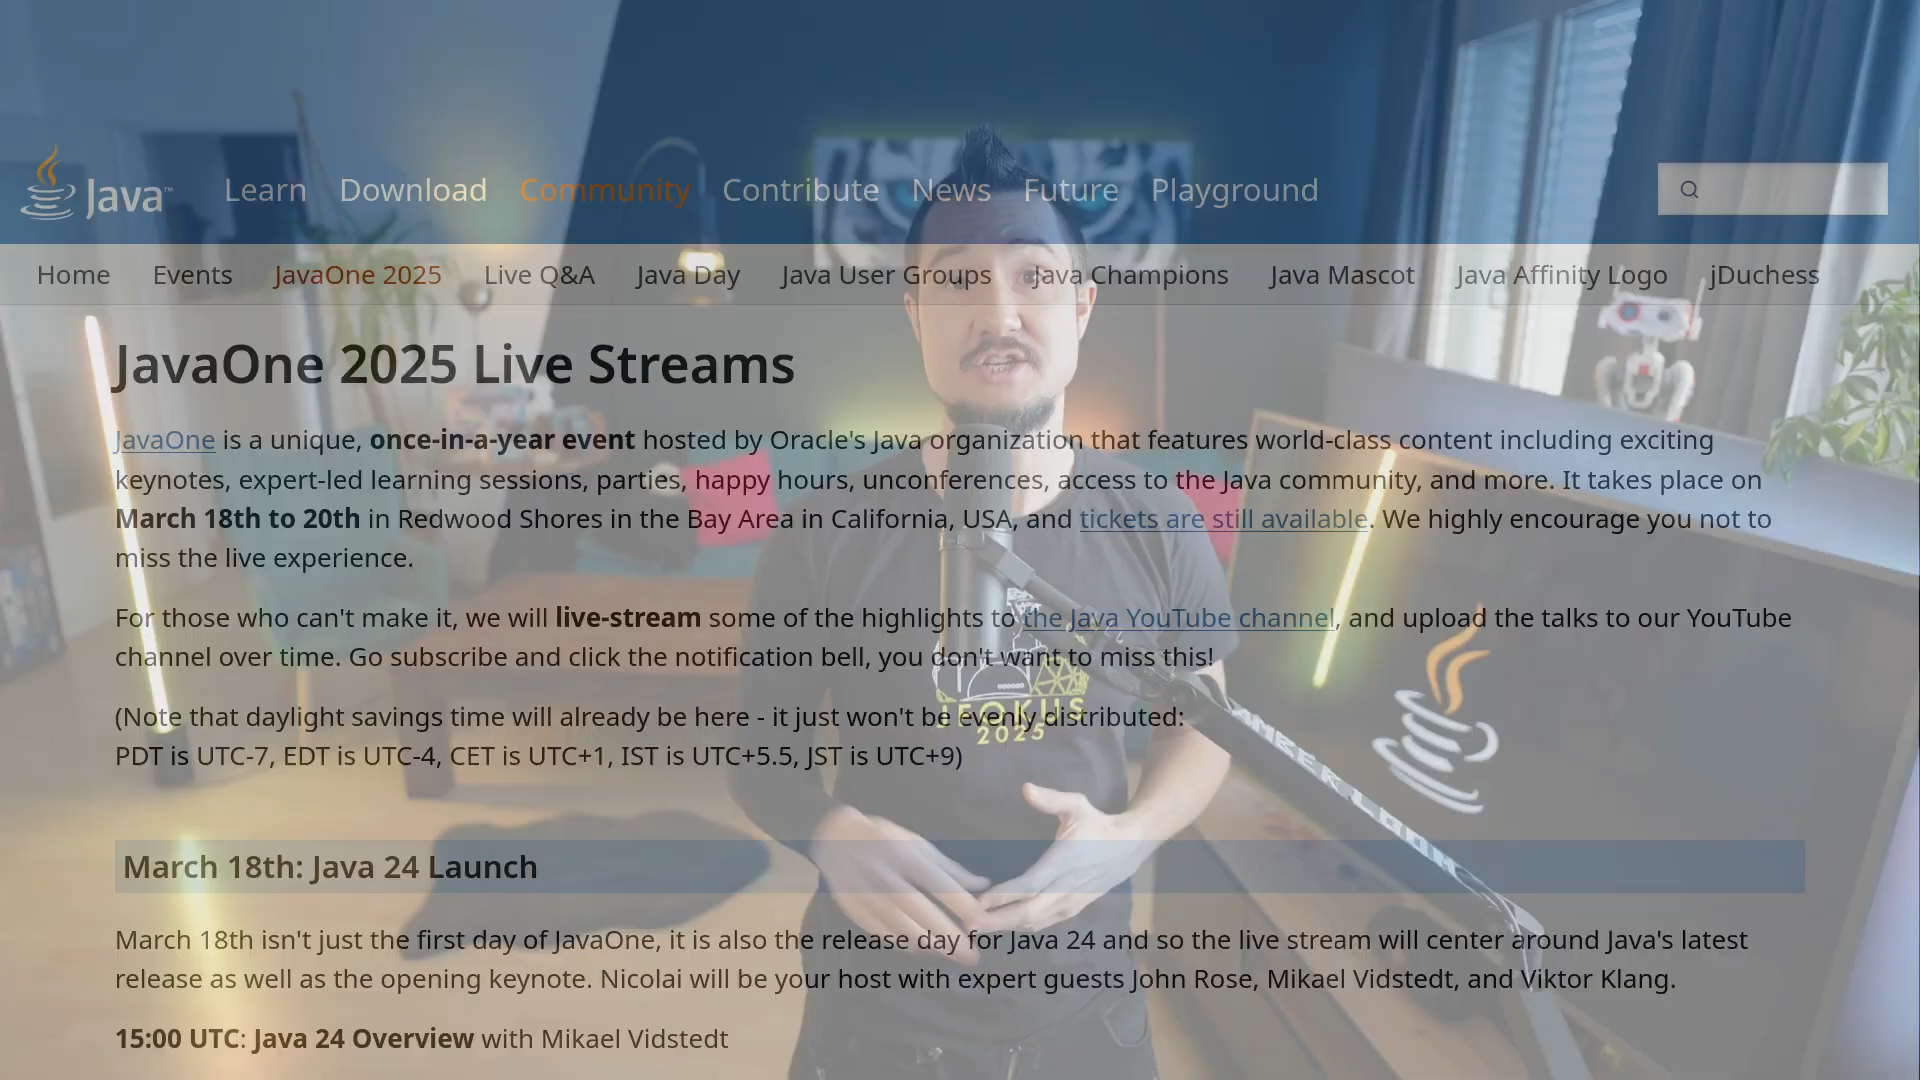 Java™
Learn Download Community Contribute News Future Playground
Home Events JavaOne 2025 Live Q&A Java Day Java User Groups Java Champions Java Mascot Java Affinity Logo jDuchess
JavaOne 2025 Live Streams
JavaOne is a unique, once-in-a-year event hosted by Oracle's Java organization that features world-class content including exciting
keynotes, expert-led learning sessions, parties, happy hours, unconferences, access to the Java community, and more. It takes place on
March 18th to 20th in Redwood Shores in the Bay Area in California, USA, and tickets are still available. We highly encourage you not to
miss the live experience.
For those who can't make it, we will live-stream some of the highlights to the Java YouTube channel, and upload the talks to our YouTube
channel over time. Go subscribe and click the notification bell, you don't want to miss this!
(Note that daylight savings time will already be here - it just won't be evenly distributed:
JFOKUS
2025
PDT is UTC-7, EDT is UTC-4, CET is UTC+1, IST is UTC+5.5, JST is UTC+9)
AMBER LOOM
March 18th: Java 24 Launch
March 18th isn't just the first day of JavaOne, it is also the release day for Java 24 and so the live stream will center around Java's latest
release as well as the opening keynote. Nicolai will be your host with expert guests John Rose, Mikael Vidstedt, and Viktor Klang.
15:00 UTC: Java 24 Overview with Mikael Vidstedt